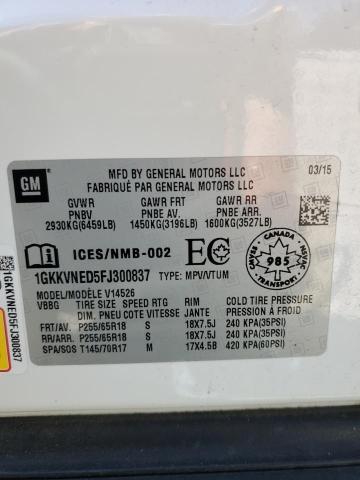 GM
MFD BY GENERAL MOTORS LLC
03/15
FABRIQUÉ PAR GENERAL MOTORS LLC
GVWR GAWR FRT GAWR RR
PNBV PNBE AV. PNBE ARR.
2930KG(6459LB) 1450KG(3196LB) 1600KG(3527LB)
ICES/NMB-002 EC CANADA 985
1GKKVNED5FJ300837 TYPE: MPV/TUM
MODEL/MODÈLE V14526
VBBG TIRE SIZE SPEED RTG RIM COLD TIRE PRESSURE
DIM. PNEU COTE VITESSE JANTE PRESSION À FROID
FRT/AV. P255/65R18 S 18X7.5J 240 KPA(35PSI)
RR/ARR. P255/65R18 S 18X7.5J 240 KPA(35PSI)
SPA/SOS T145/70R17 M 17X4.5B 420 KPA(60PSI)
1GKKVNED5FJ300837